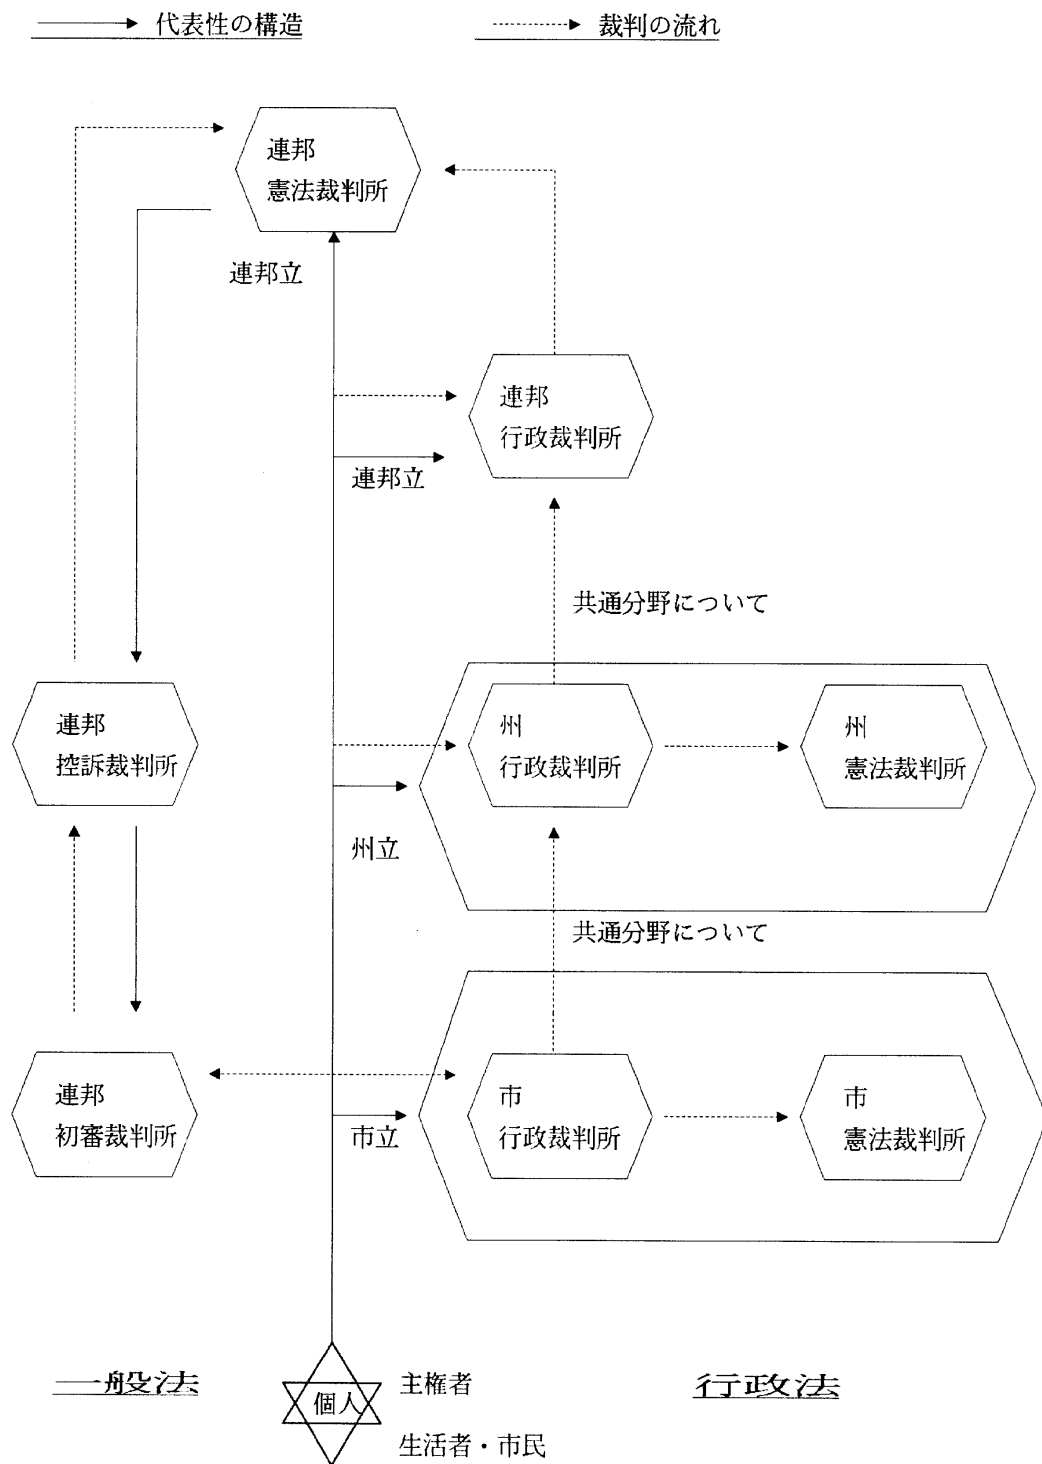 代表性の構造
裁判の流れ
連邦
憲法裁判所
連邦立
連邦
行政裁判所
連邦立
共通分野について
連邦
控訴裁判所
州
行政裁判所
州
憲法裁判所
州立
共通分野について
連邦
初審裁判所
市
行政裁判所
市
憲法裁判所
市立
一般法
個人
主権者
生活者・市民
行政法